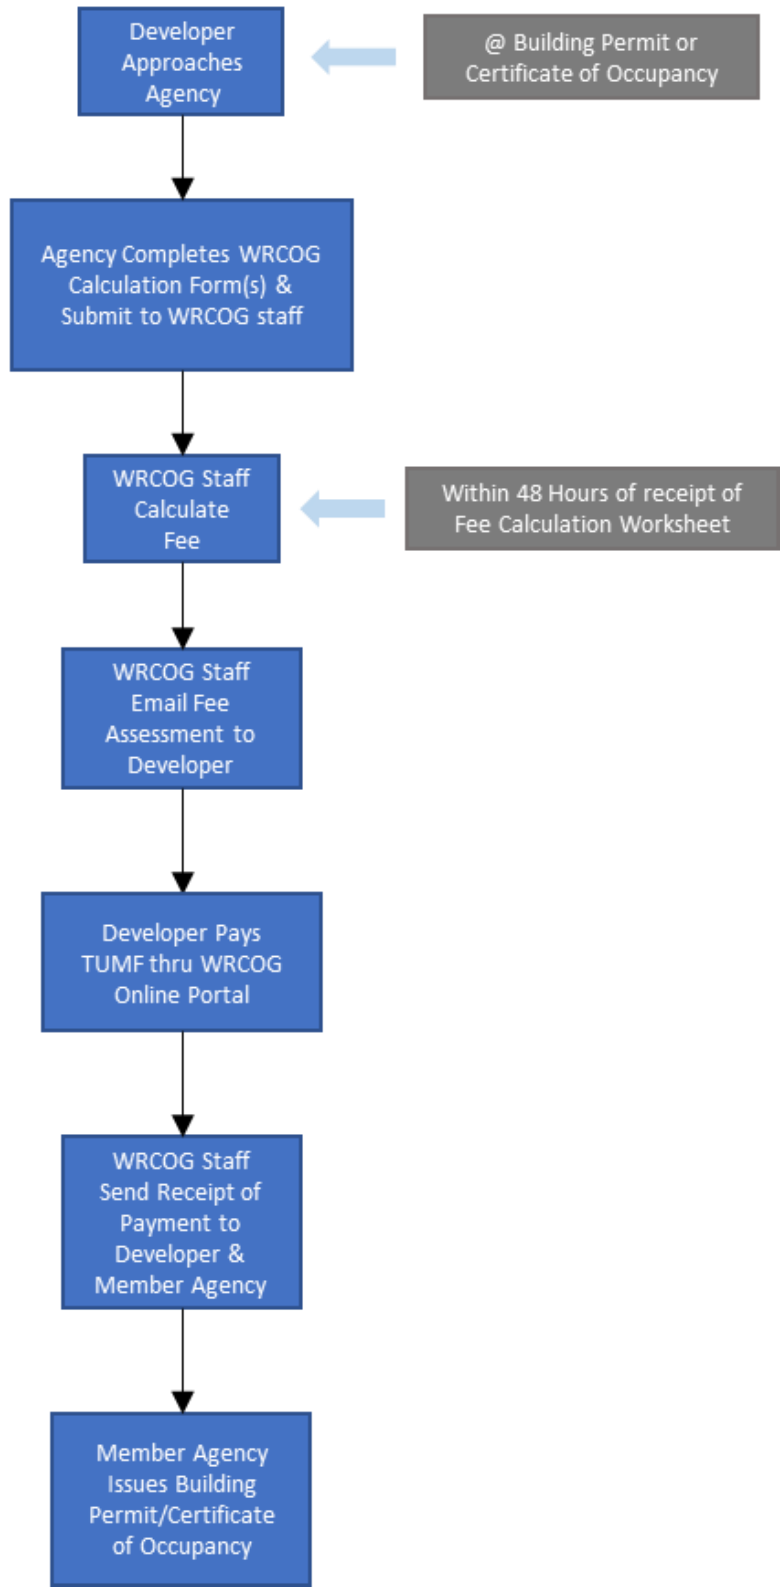 Developer
Approaches
Agency
@ Building Permit or
Certificate of Occupancy
Agency Completes WRCOG
Calculation Form(s) &
Submit to WRCOG staff
WRCOG Staff
Calculate
Fee
Within 48 Hours of receipt of
Fee Calculation Worksheet
WRCOG Staff
Email Fee
Assessment to
Developer
Developer Pays
TUMF thru WRCOG
Online Portal
WRCOG Staff
Send Receipt of
Payment to
Developer &
Member Agency
Member Agency
Issues Building
Permit/Certificate
of Occupancy